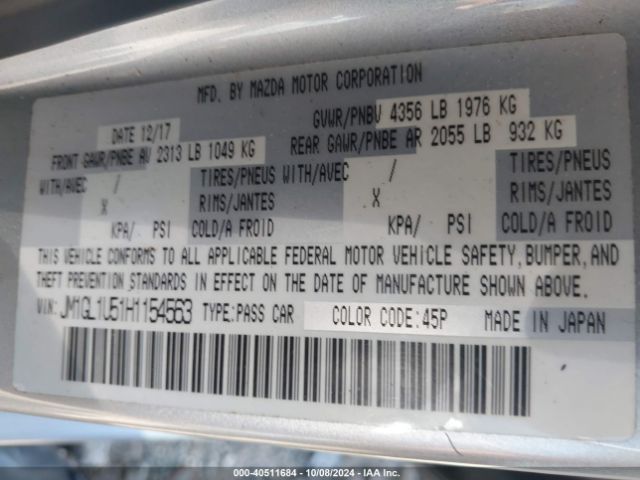 MFD. BY MAZDA MOTOR CORPORATION
DATE 12/17 GVWR/PNBV 4356 LB 1976 KG
FRONT GAWR/PNBE AV 2313 LB 1049 KG REAR GAWR/PNBE AR 2055 LB 932 KG
WITH/AVEC / TIRES/PNEUS WITH/AVEC / TIRES/PNEUS
X RIMS/JANTES X RIMS/JANTES
KPA/ PSI COLD/A FROID KPA/ PSI COLD/A FROID
THIS VEHICLE CONFORMS TO ALL APPLICABLE FEDERAL MOTOR VEHICLE SAFETY, BUMPER, AND
THEFT PREVENTION STANDARDS IN EFFECT ON THE DATE OF MANUFACTURE SHOWN ABOVE.
VIN: JM1GL1U51H1154563 TYPE:PASS CAR COLOR CODE:45P MADE IN JAPAN
000-40511684 | 10/08/2024 | IAA Inc.